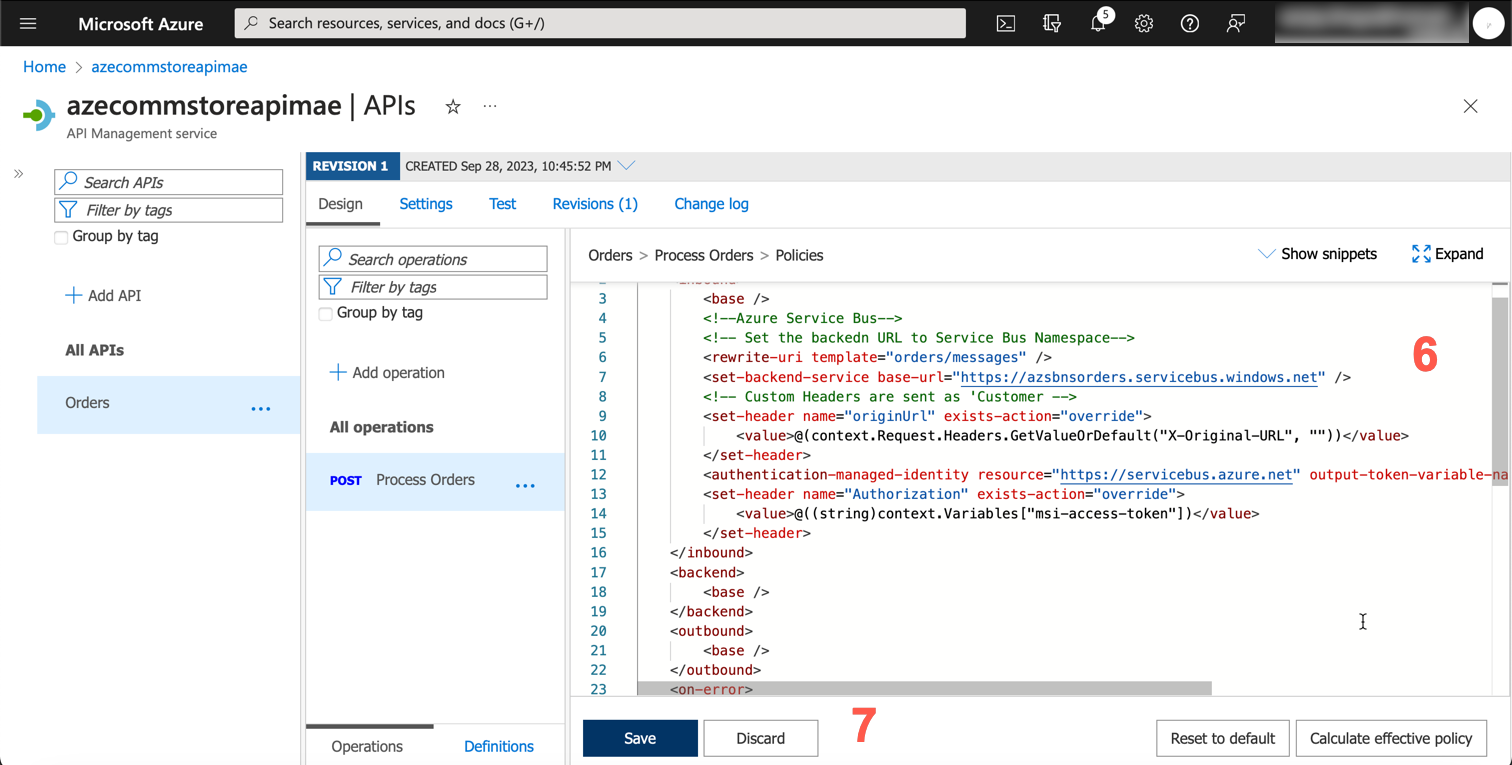 Microsoft Azure
Search resources, services, and docs (G+/)
5
Home > azecommstoreapimae
azecommstoreapimae | APIs
API Management service
Search APIs
Filter by tags
Group by tag
Add API
All APIs
Orders
REVISION 1 CREATED Sep 28, 2023, 10:45:52 PM
Design Settings Test Revisions (1) Change log
Search operations
Filter by tags
Group by tag
Add operation
All operations
POST Process Orders
Operations Definitions
Orders > Process Orders > Policies
Show snippets Expand
3 <base />
4 <!--Azure Service Bus-->
5 <!-- Set the backedn URL to Service Bus Namespace-->
6 <rewrite-uri template="orders/messages" />
7 <set-backend-service base-url="https://azsbnsorders.servicebus.windows.net" />
8 <!-- Custom Headers are sent as 'Customer -->
9 <set-header name="originUrl" exists-action="override">
10 <value>@(context.Request.Headers.GetValueOrDefault("X-Original-URL", ""))</value>
11 </set-header>
12 <authentication-managed-identity resource="https://servicebus.azure.net" output-token-variable-na
13 <set-header name="Authorization" exists-action="override">
14 <value>@((string)context.Variables["msi-access-token"])</value>
15 </set-header>
16 </inbound>
17 <backend>
18 <base />
19 </backend>
20 <outbound>
21 <base />
22 </outbound>
23 <on-error>
6
Save Discard
7
Reset to default Calculate effective policy